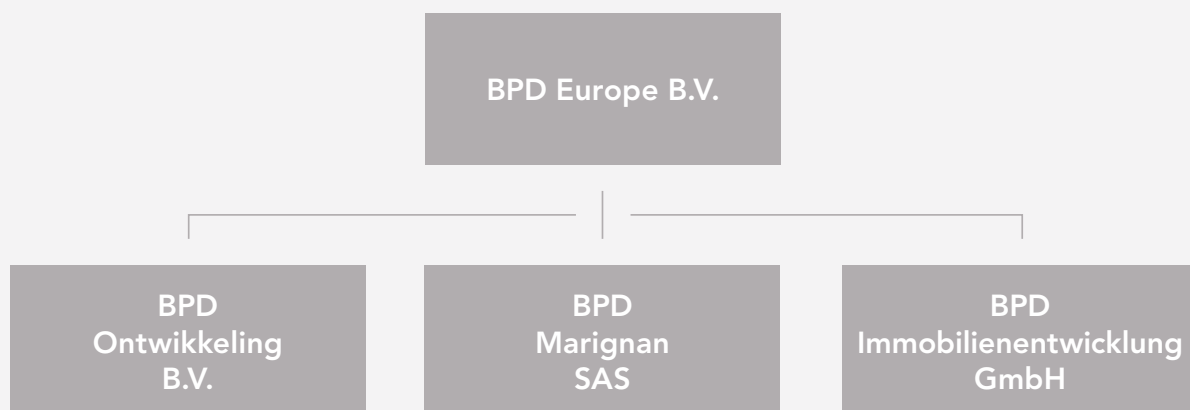 BPD Europe B.V.
BPD
Ontwikkeling
B.V.
BPD
Marignan
SAS
BPD
Immobilienentwicklung
GmbH